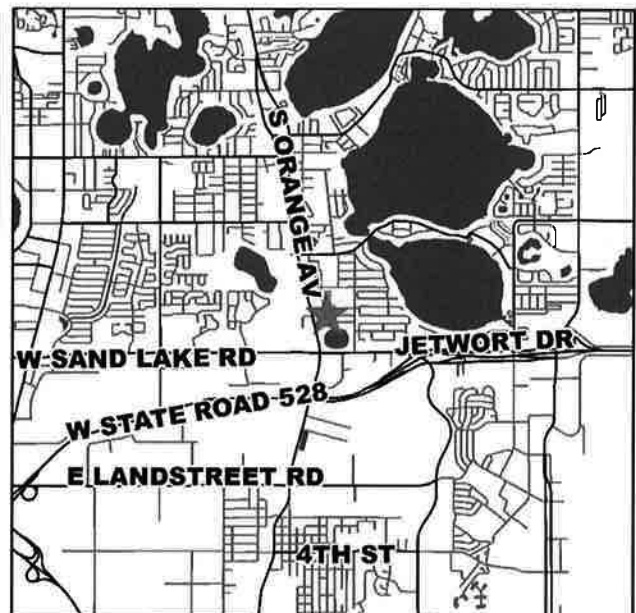 S ORANGE AV
JETWORT DR
W SAND LAKE RD
W STATE ROAD 528
E LANDSTREET RD
4TH ST